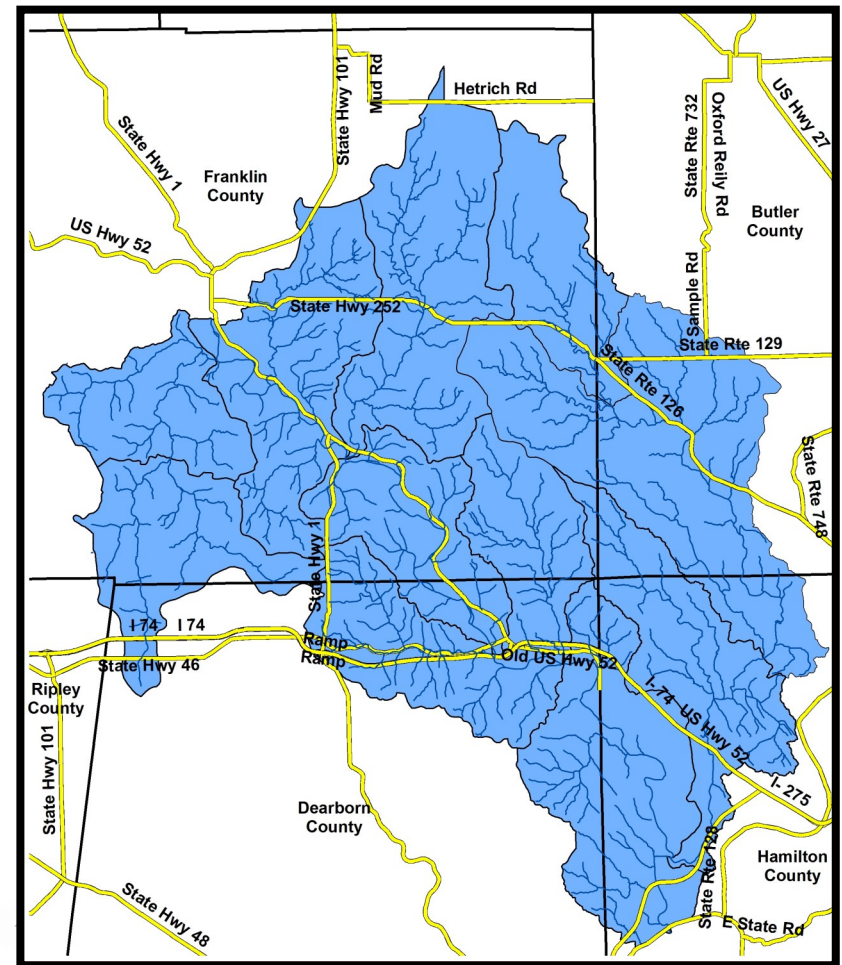 State Hwy 101
Mud Rd
Hetrich Rd
State Rte 732
Oxford Reily Rd
US Hwy 27
State Hwy 1
Franklin
County
Butler
County
US Hwy 52
Sample Rd
State Hwy 252
State Rte 129
State Rte 126
State Rte 748
State Hwy 1
I 74
I 74
Ramp
Ramp
State Hwy 46
Old US Hwy 52
Ripley
County
I- 74
US Hwy 52
State Hwy 101
I- 275
Dearborn
County
State Rte 128
Hamilton
County
State Hwy 48
E State Rd